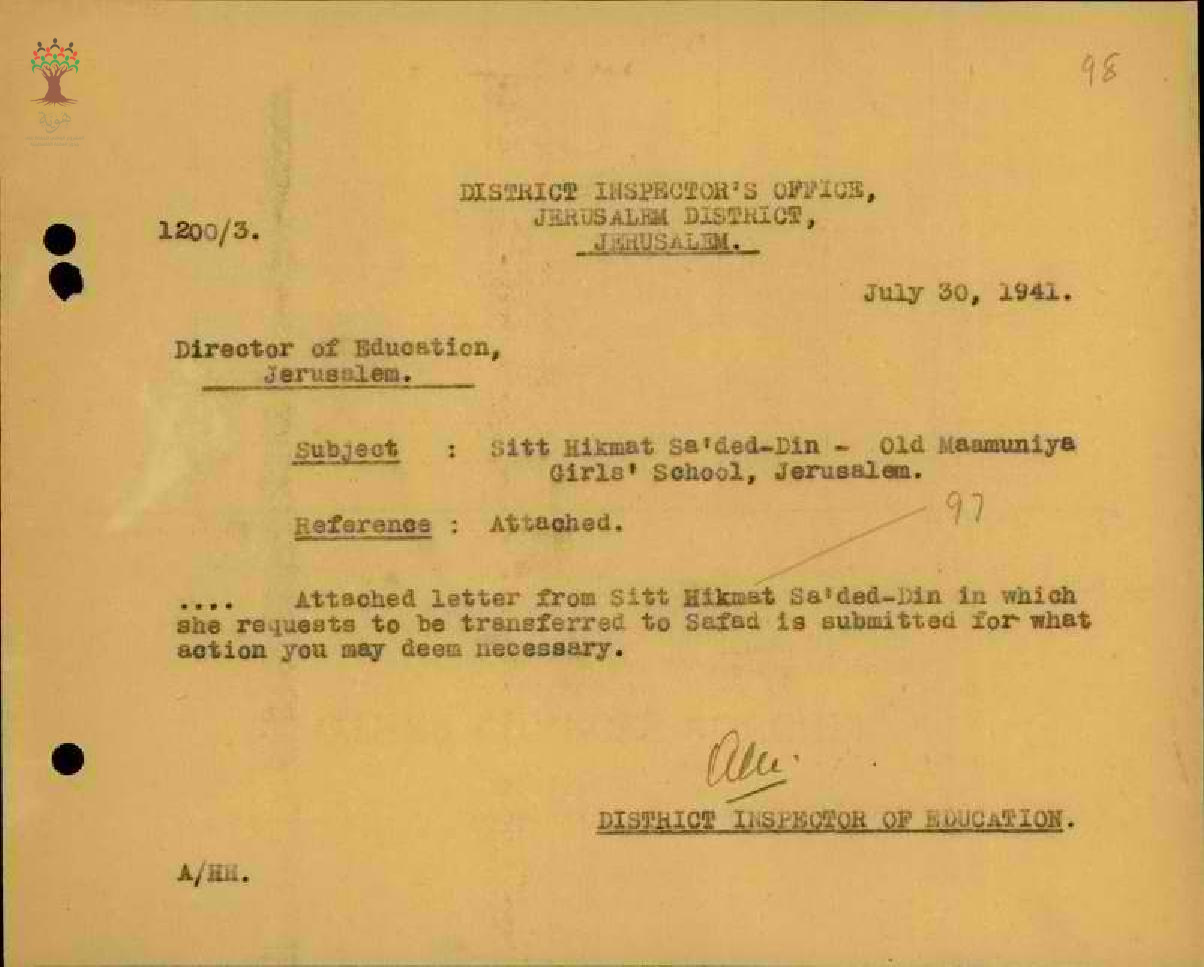 98
هوية
DISTRICT INSPECTOR'S OFFICE,
JERUSALEM DISTRICT,
1200/3.
JERUSALEM.
July 30, 1941.
Director of Education,
Jerusalem.
Subject : Sitt Hikmat Sa'ded-Din - Old Maamuniya
Girls' School, Jerusalem.
97
Reference : Attached.
.... Attached letter from Sitt Hikmat Sa'ded-Din in which
she requests to be transferred to Safad is submitted for what
action you may deem necessary.
DISTRICT INSPECTOR OF EDUCATION.
A/HH.